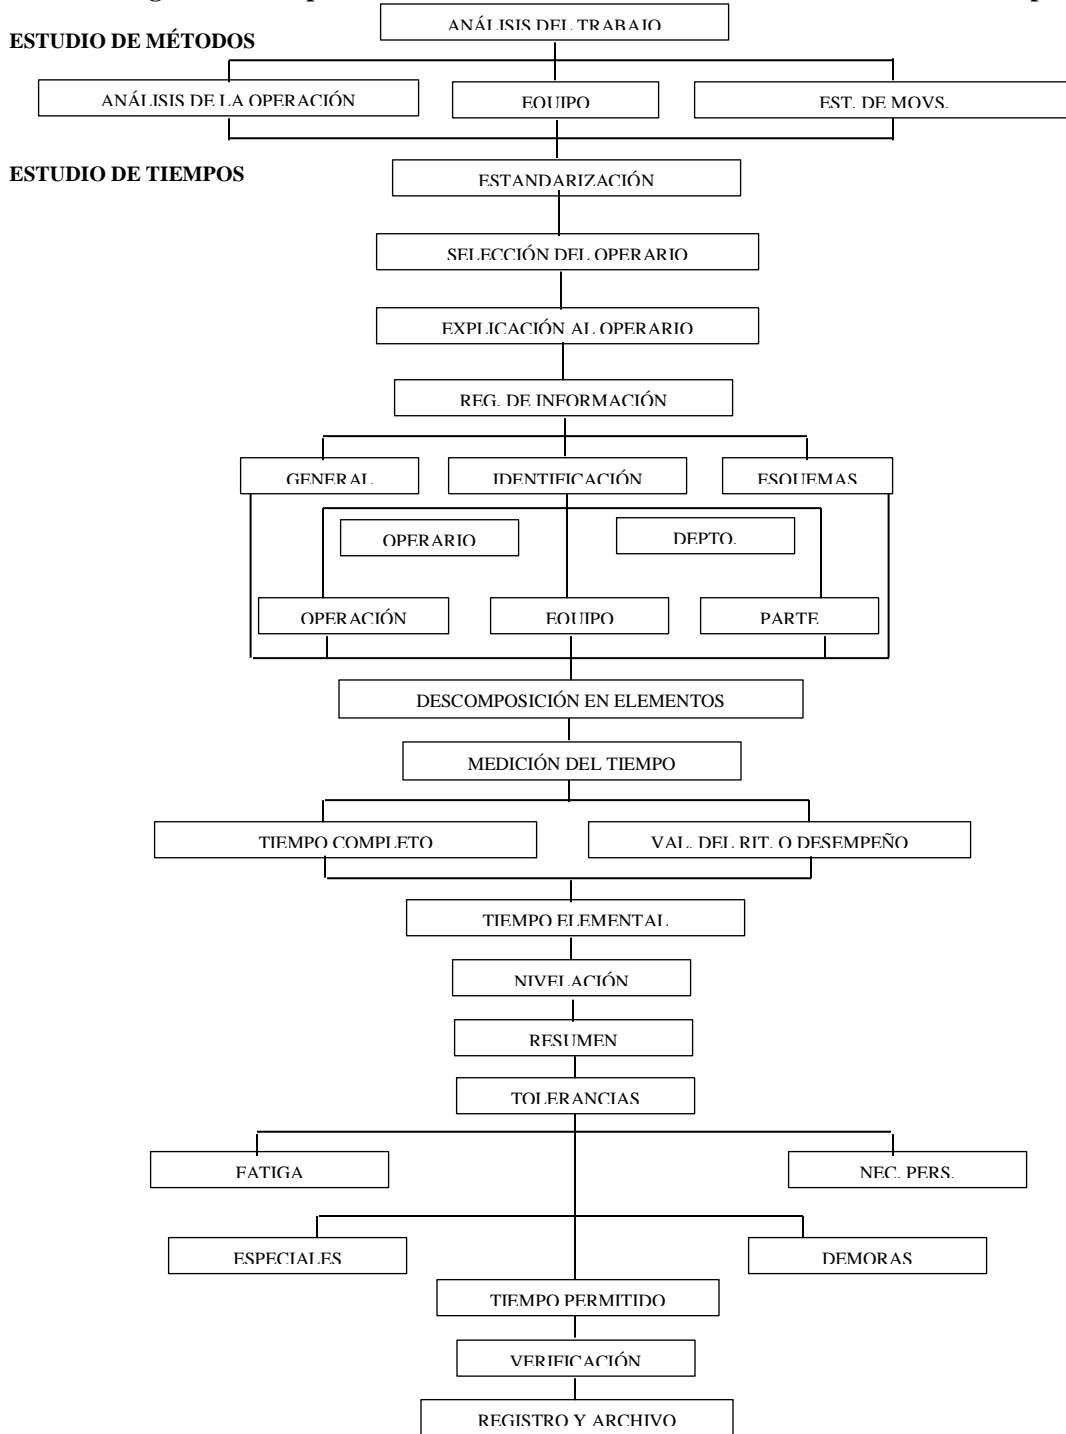 ANÁLISIS DEL TRABAJO
ESTUDIO DE MÉTODOS
ANÁLISIS DE LA OPERACIÓN
EQUIPO
EST. DE MOVS.
ESTUDIO DE TIEMPOS
ESTANDARIZACIÓN
SELECCIÓN DEL OPERARIO
EXPLICACIÓN AL OPERARIO
REG. DE INFORMACIÓN
GENERAL
IDENTIFICACIÓN
ESQUEMAS
OPERARIO
DEPTO.
OPERACIÓN
EQUIPO
PARTE
DESCOMPOSICIÓN EN ELEMENTOS
MEDICIÓN DEL TIEMPO
TIEMPO COMPLETO
VAL. DEL RIT. O DESEMPEÑO
TIEMPO ELEMENTAL
NIVELACIÓN
RESUMEN
TOLERANCIAS
FATIGA
NEC. PERS.
ESPECIALES
DEMORAS
TIEMPO PERMITIDO
VERIFICACIÓN
REGISTRO Y ARCHIVO